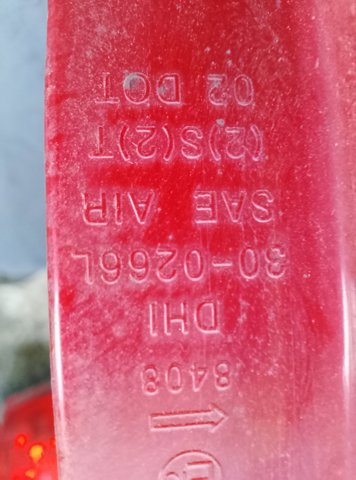 E
8408
DHI
30-0266L
SAE AIR
(2)S(2)T
02 DOT